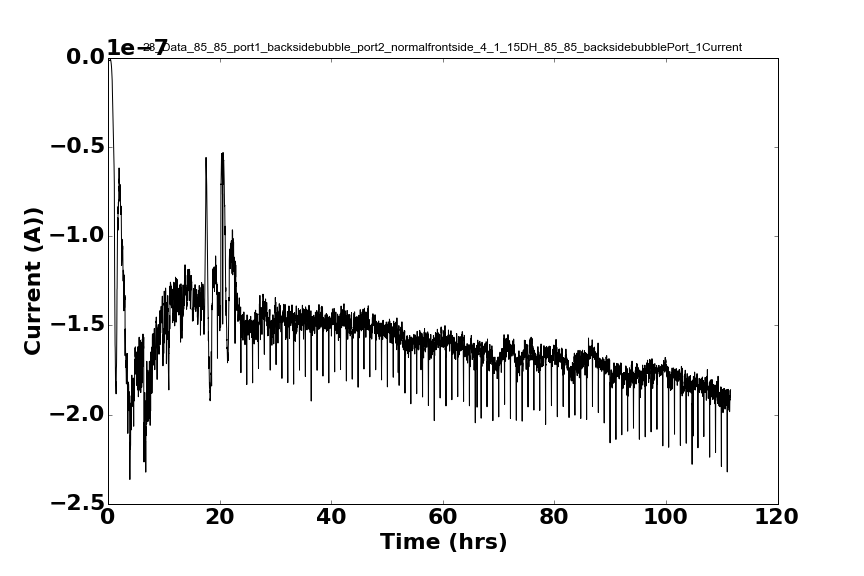 1e−7
_Data_85_85_port1_backsidebubble_port2_normalfrontside_4_1_15DH_85_85_backsidebubblePort_1Current
0.0
−0.5
−1.0
−1.5
−2.0
−2.5
Current (A))
0 20 40 60 80 100 120
Time (hrs)